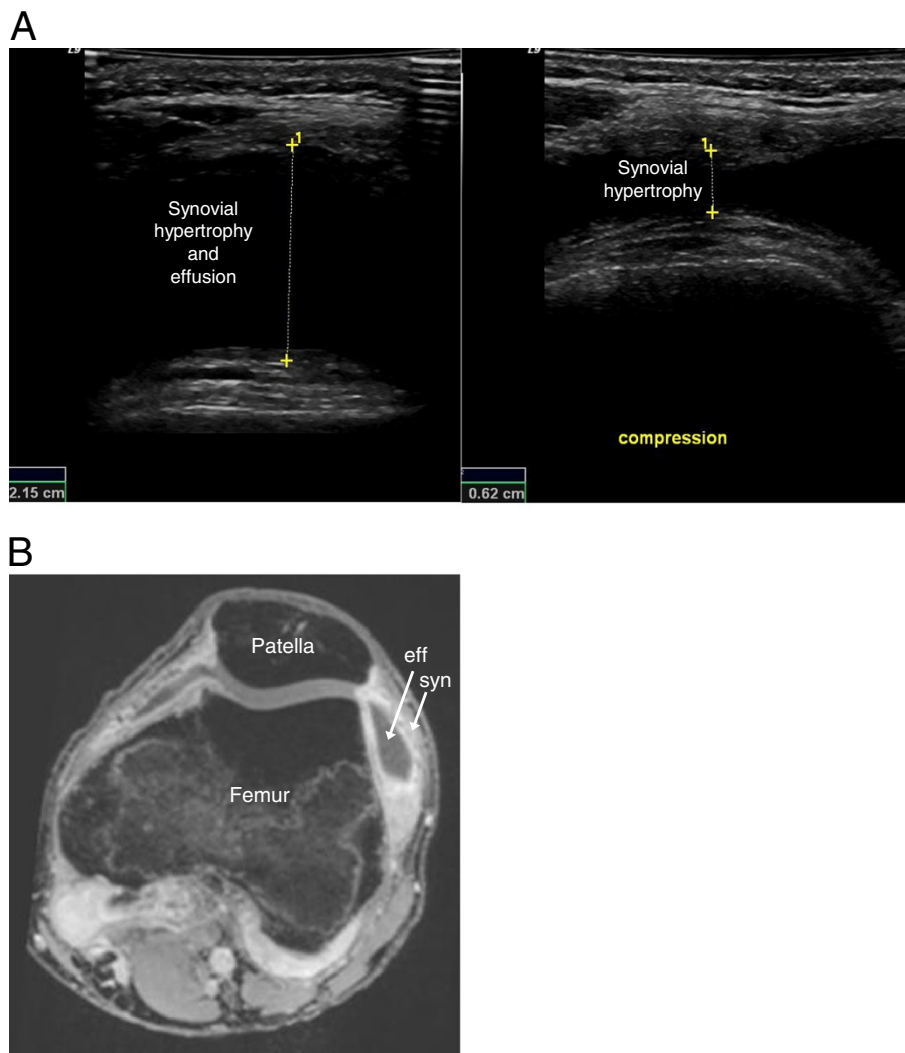 A
L9
1
Synovial
hypertrophy
and
effusion
2.15 cm
1
Synovial
hypertrophy
compression
0.62 cm
B
Patella
eff
syn
Femur